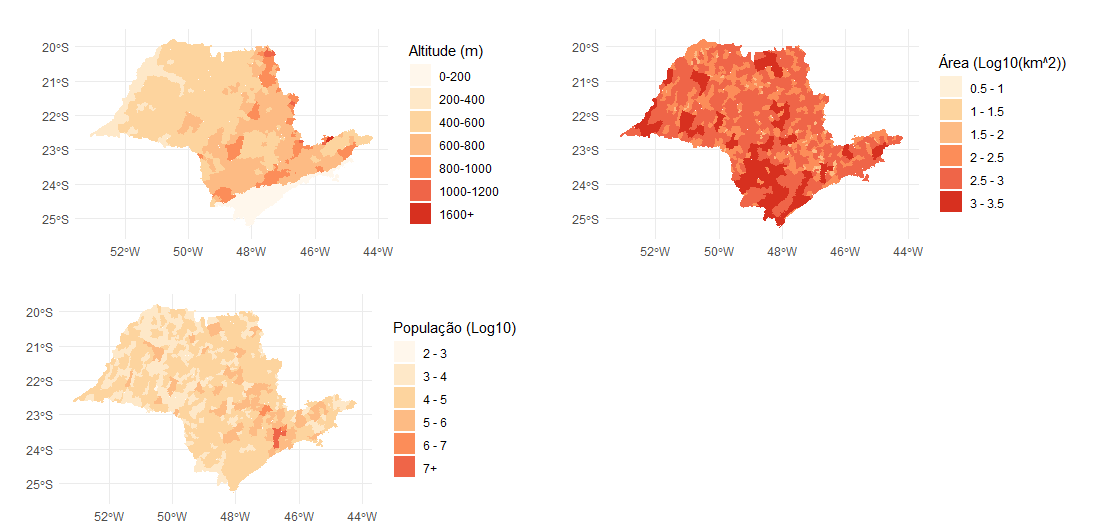 Altitude (m)
20°S
21°S
22°S
23°S
24°S
25°S
0-200
200-400
400-600
600-800
800-1000
1000-1200
1600+
52°W 50°W 48°W 46°W 44°W
Área (Log10(km^2))
20°S
21°S
22°S
23°S
24°S
25°S
0.5 - 1
1 - 1.5
1.5 - 2
2 - 2.5
2.5 - 3
3 - 3.5
52°W 50°W 48°W 46°W 44°W
População (Log10)
20°S
21°S
22°S
23°S
24°S
25°S
2 - 3
3 - 4
4 - 5
5 - 6
6 - 7
7+
52°W 50°W 48°W 46°W 44°W